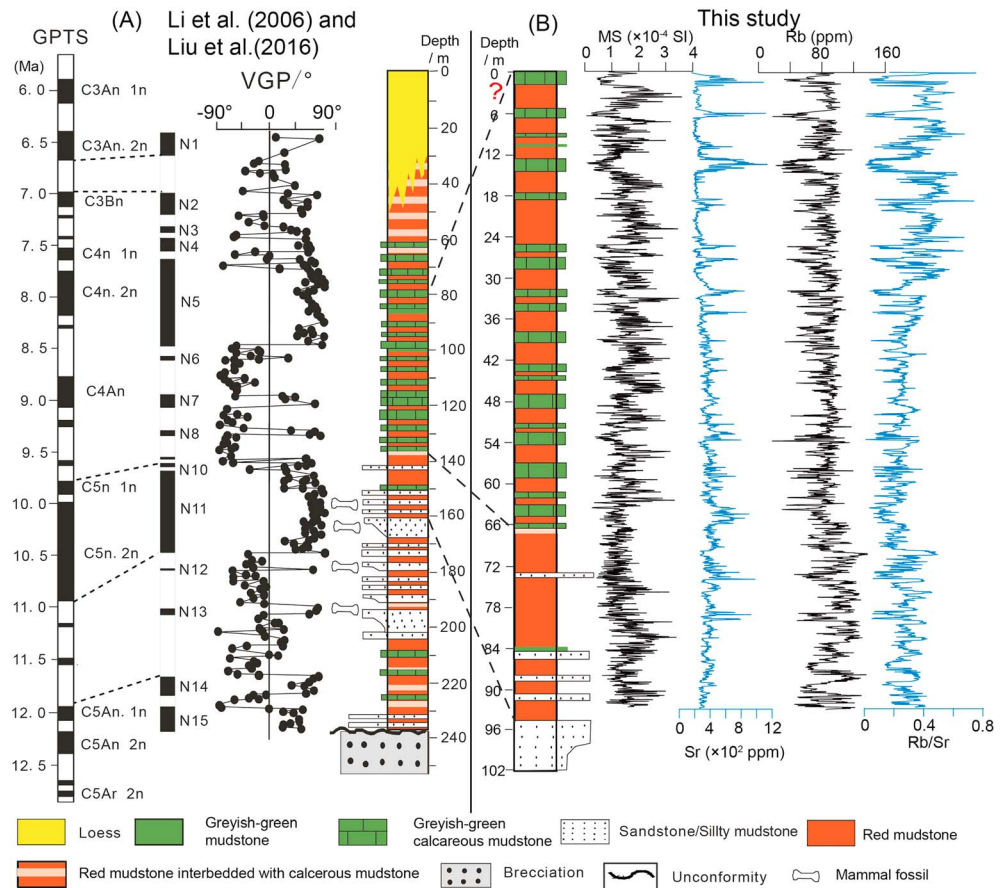 (A)
Li et al. (2006) and
Liu et al.(2016)
GPTS
(Ma)
VGP/°
-90°
0
90°
Depth
/ m
Depth
/ m
(B)
This study
MS (×10-4 SI)
Rb (ppm)
0 1 2 3 4
0 80 160
6. 0
6.5
7.0
7.5
8.0
8.5
9.0
9.5
10.0
10.5
11.0
11.5
12.0
12. 5
C3An 1n
C3An. 2n
C3Bn
C4n 1n
C4n. 2n
C4An
C5n 1n
C5n. 2n
C5An. 1n
C5An 2n
C5Ar 2n
N1
N2
N3
N4
N5
N6
N7
N8
N10
N11
N12
N13
N14
N15
0
20
40
60
80
100
120
140
160
180
200
220
240
?
0
6
12
18
24
30
36
42
48
54
60
66
72
78
84
90
96
102
0 4 8 12
Sr (×10² ppm)
0 0.4 0.8
Rb/Sr
Loess
Greyish-green
mudstone
Greyish-green
calcareous mudstone
Sandstone/Sillty mudstone
Red mudstone
Red mudstone interbedded with calcerous mudstone
Brecciation
Unconformity
Mammal fossil